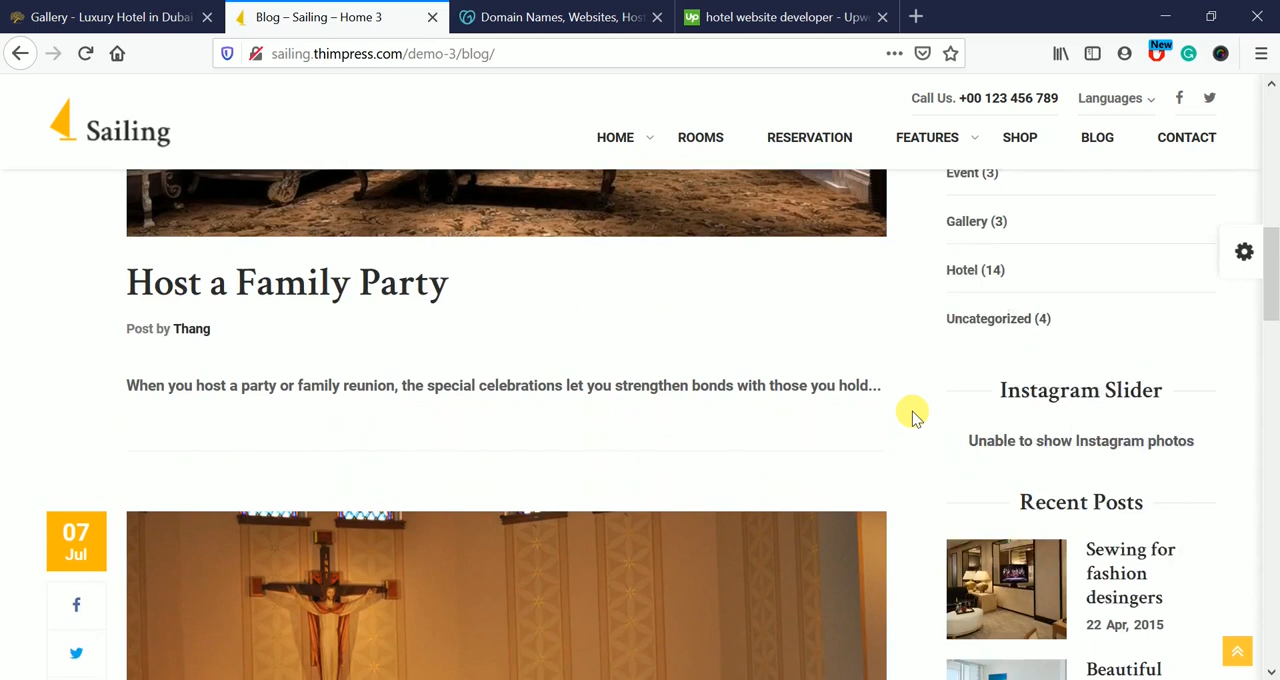 Gallery - Luxury Hotel in Dubai
Blog – Sailing – Home 3
Domain Names, Websites, Hos
hotel website developer - Upw
Up
sailing.thimpress.com/demo-3/blog/
New
Call Us. +00 123 456 789
Languages
Sailing
HOME
ROOMS
RESERVATION
FEATURES
SHOP
BLOG
CONTACT
Event (3)
Gallery (3)
Hotel (14)
Uncategorized (4)
Host a Family Party
Post by Thang
When you host a party or family reunion, the special celebrations let you strengthen bonds with those you hold...
Instagram Slider
Unable to show Instagram photos
Recent Posts
07
Jul
Sewing for
fashion
desingers
22 Apr, 2015
Beautiful